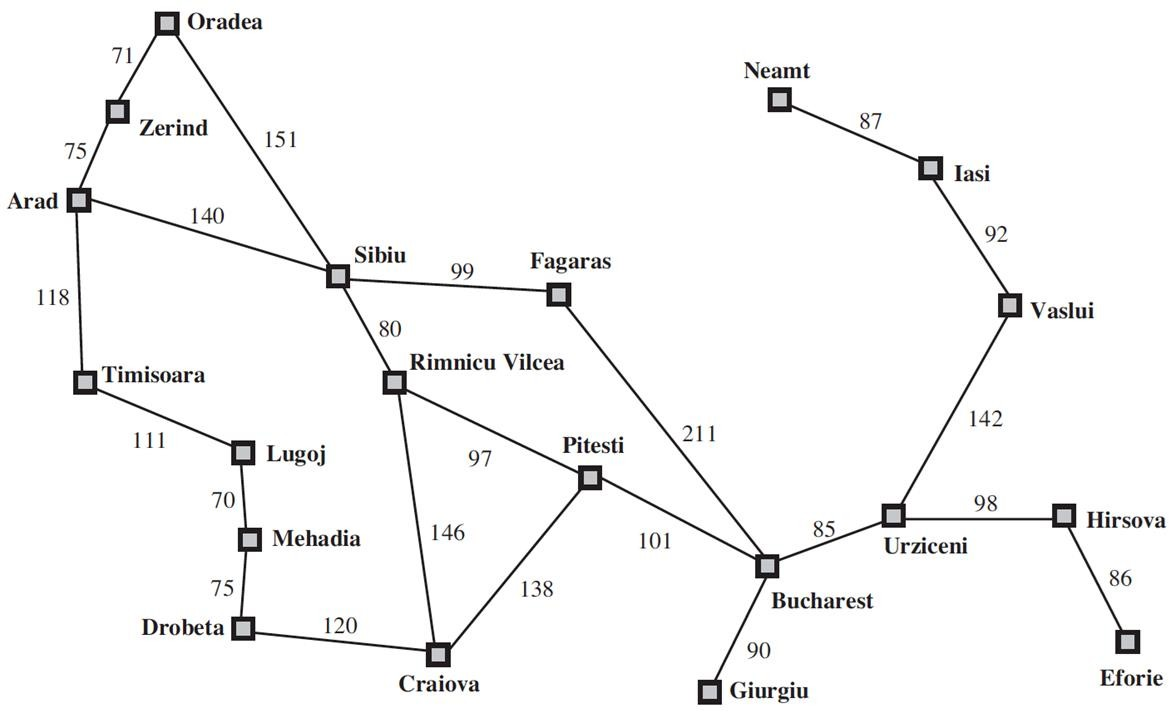 Oradea
71
Neamt
87
Zerind
151
75
Iasi
Arad
140
92
Sibiu
Fagaras
99
118
Vaslui
80
Rimnicu Vilcea
Timisoara
142
211
111
Pitesti
Lugoj
97
70
98
Hirsova
85
Mehadia
146
101
Urziceni
86
75
138
Bucharest
120
Drobeta
90
Craiova
Giurgiu
Eforie